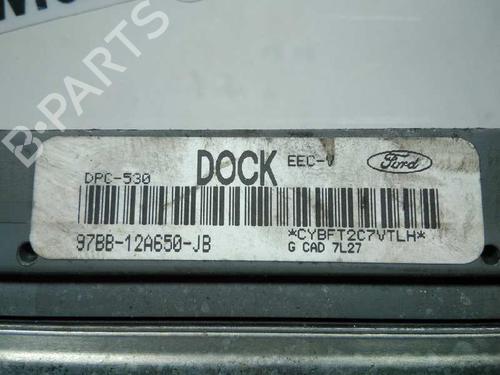 B-PARTS
DOCK EEC-V Ford
DPC-530
97BB-12A650-JB
*CYBFT2C7VTLH*
G CAD 7L27